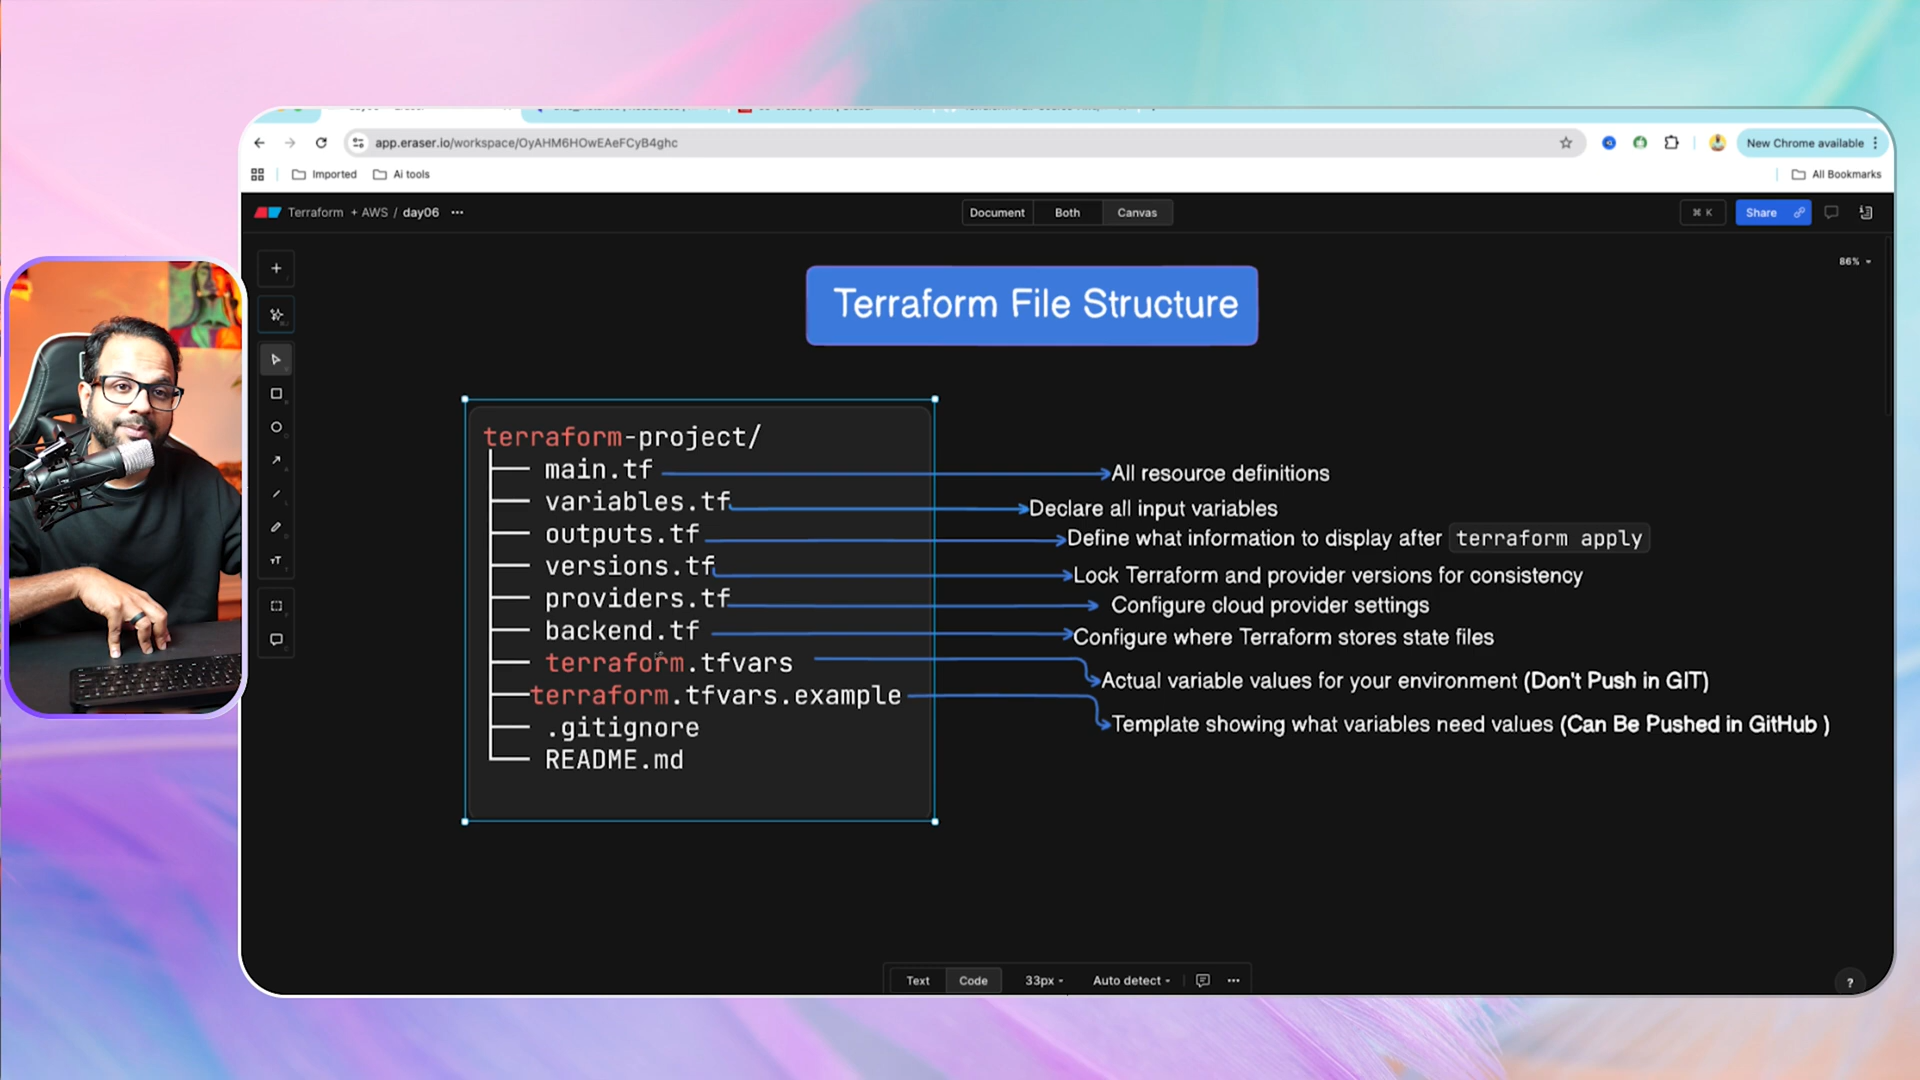 app.eraser.io/workspace/OyAHM6HOwEAeFCyB4ghc
New Chrome available
Imported
Ai tools
All Bookmarks
Terraform + AWS / day06 •••
Document
Both
Canvas
⌘ K
Share
86%
Terraform File Structure
terraform-project/
main.tf
All resource definitions
variables.tf
Declare all input variables
outputs.tf
Define what information to display after terraform apply
versions.tf
Lock Terraform and provider versions for consistency
providers.tf
Configure cloud provider settings
backend.tf
Configure where Terraform stores state files
terraform.tfvars
Actual variable values for your environment (Don't Push in GIT)
terraform.tfvars.example
Template showing what variables need values (Can Be Pushed in GitHub )
.gitignore
README.md
Text
Code
33px
Auto detect
?